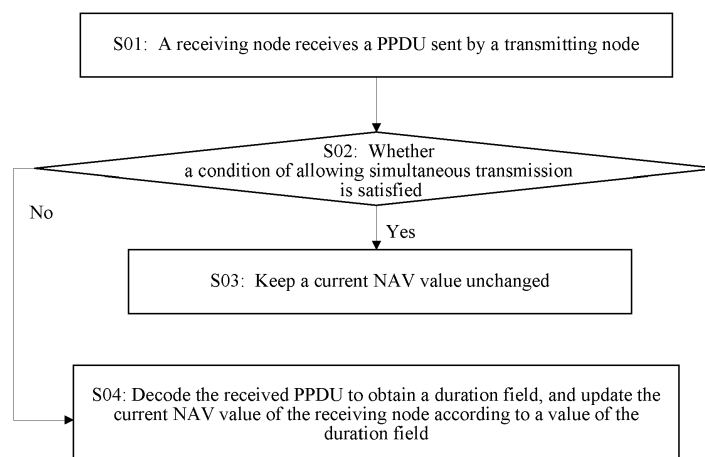 S01: A receiving node receives a PPDU sent by a transmitting node
S02: Whether
a condition of allowing simultaneous transmission
is satisfied
No
Yes
S03: Keep a current NAV value unchanged
S04: Decode the received PPDU to obtain a duration field, and update the
current NAV value of the receiving node according to a value of the
duration field